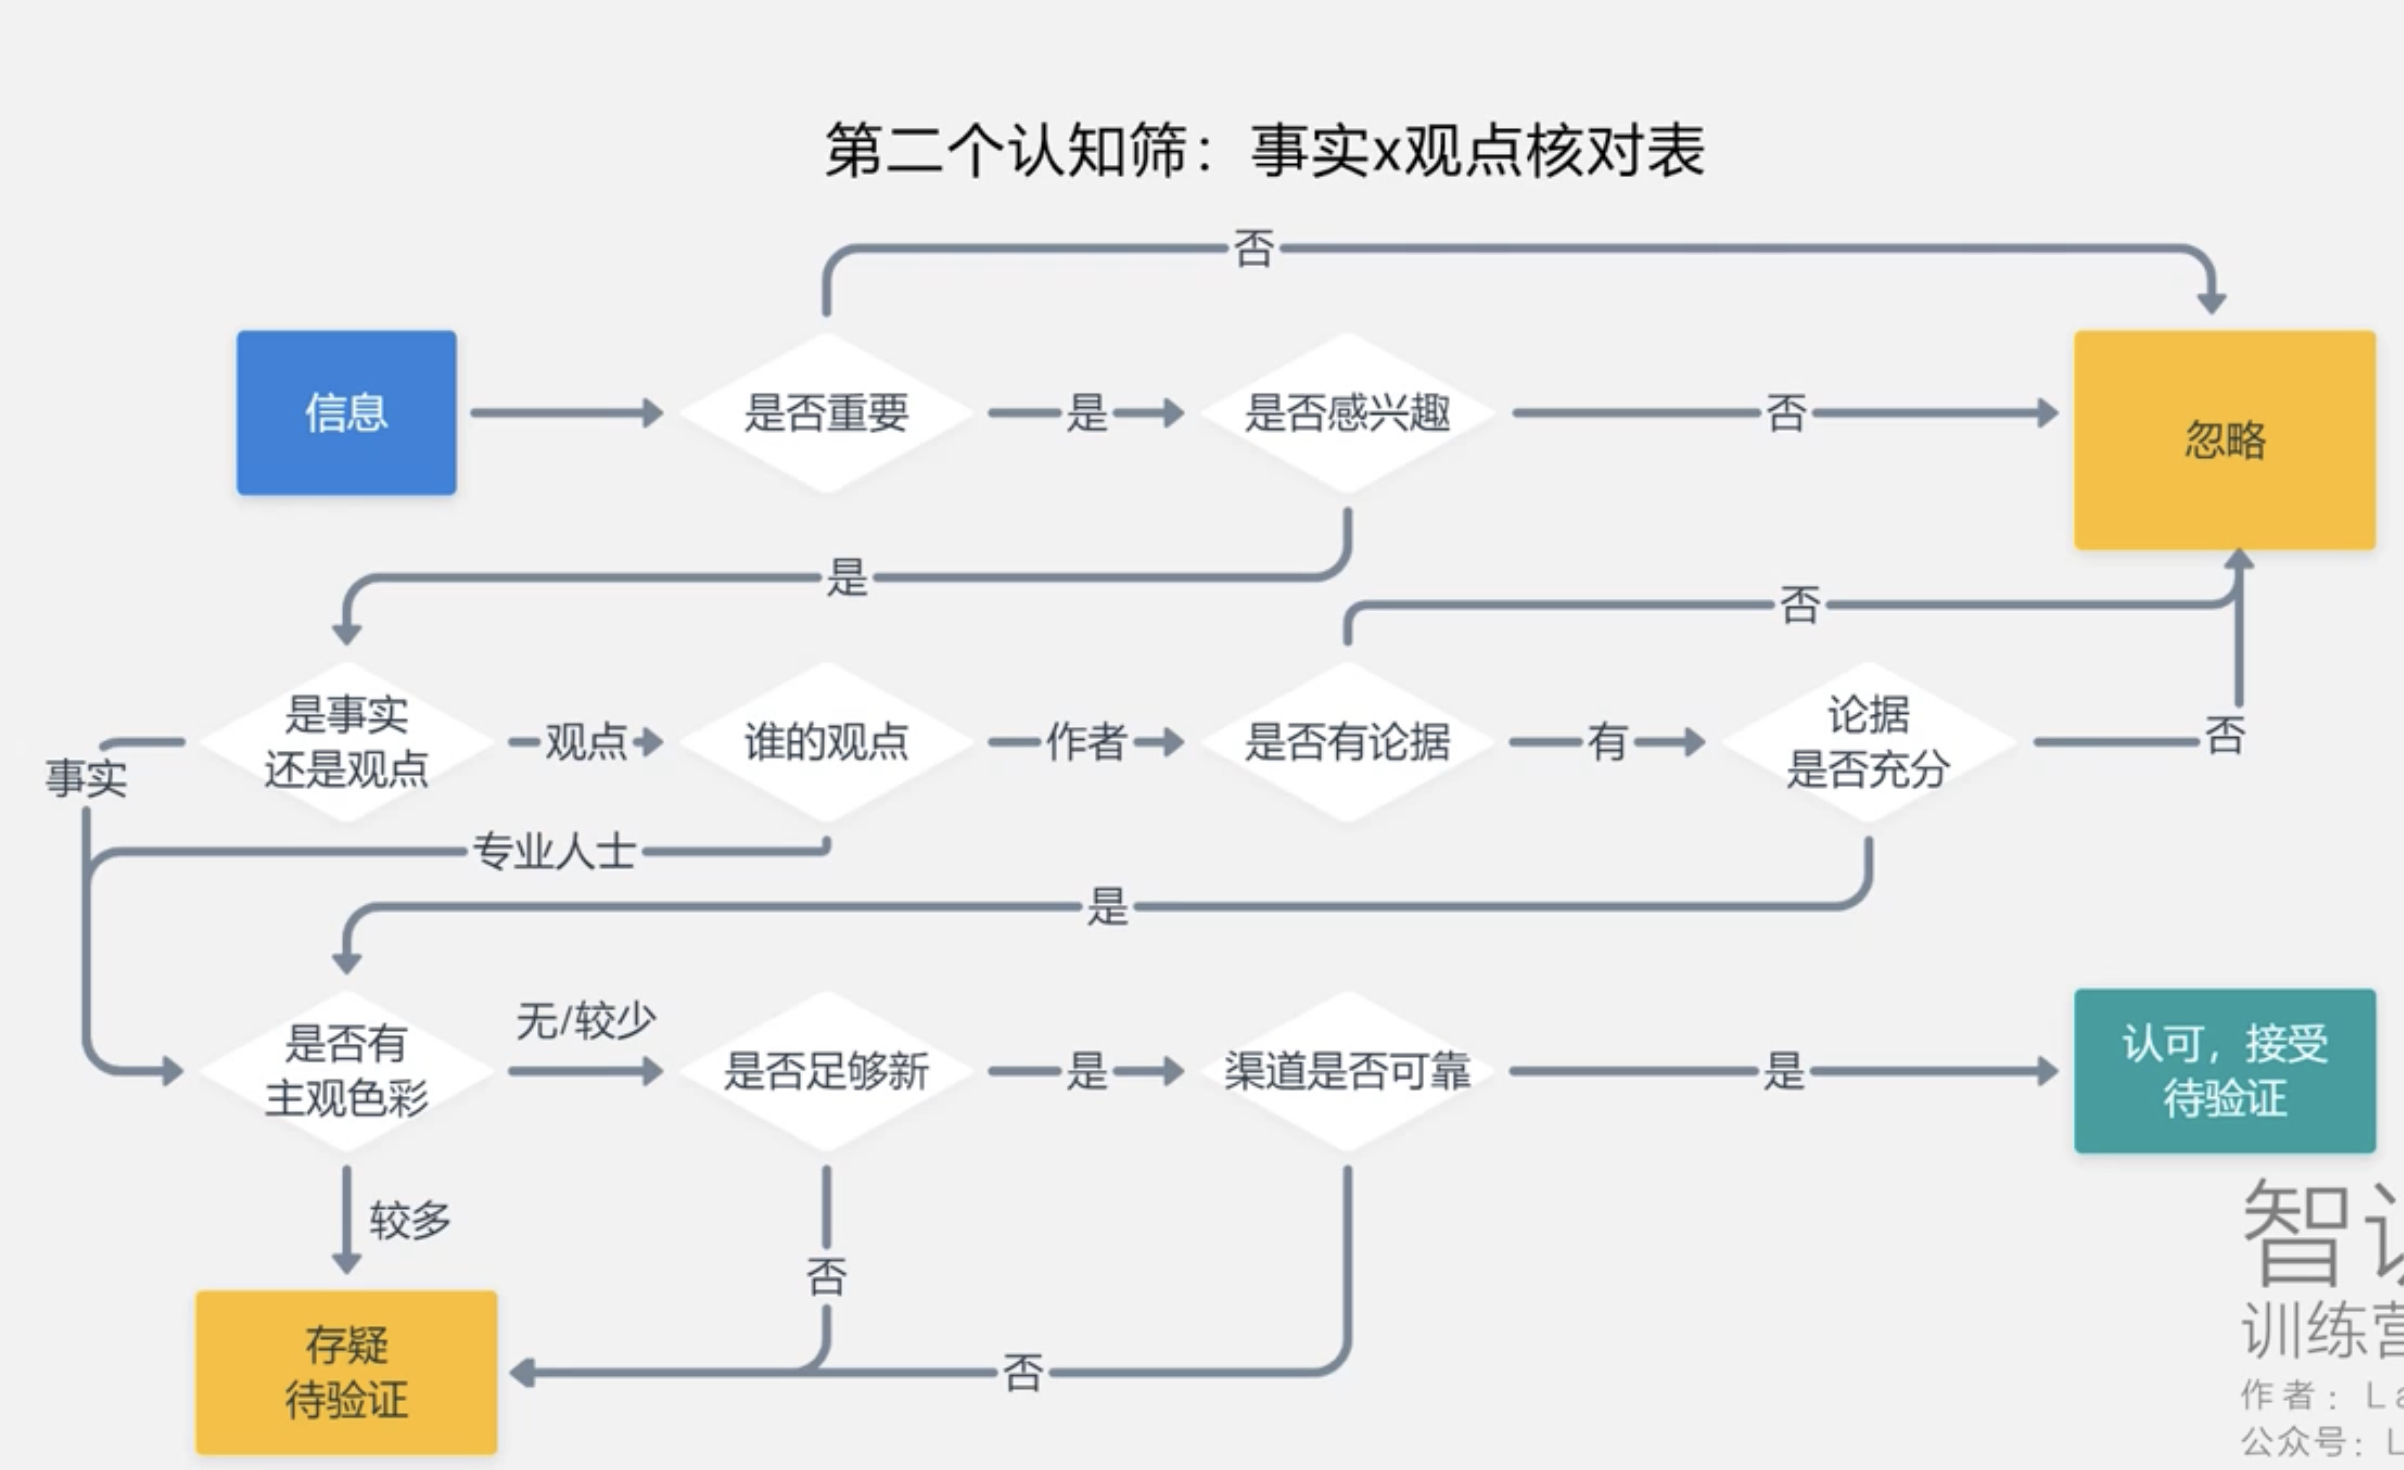 第二个认知筛：事实x观点核对表
否
信息
是否重要
是
是否感兴趣
否
忽略
是
否
是事实
还是观点
观点
谁的观点
作者
是否有论据
有
论据
是否充分
否
事实
专业人士
是
是否有
主观色彩
无/较少
是否足够新
是
渠道是否可靠
是
认可，接受
待验证
较多
否
存疑
待验证
否
智
训练营
作者：La
公众号：L